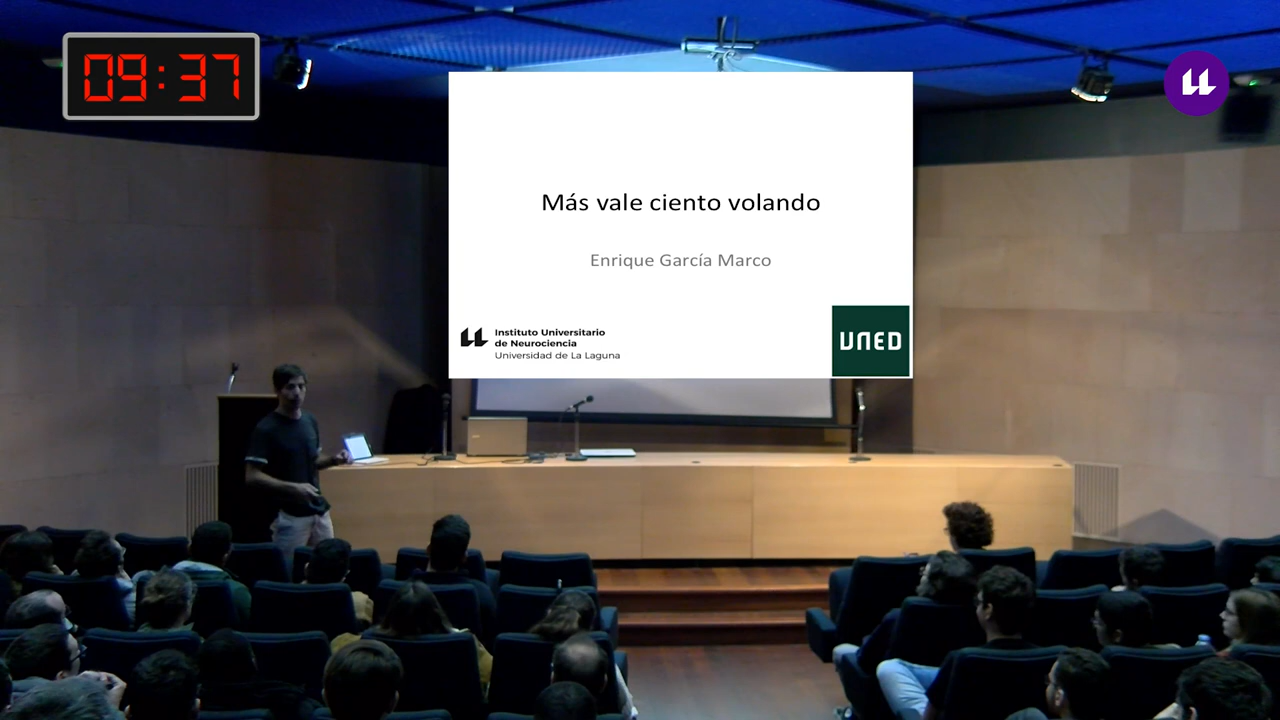 09:37
Más vale ciento volando
Enrique García Marco
Instituto Universitario
de Neurociencia
Universidad de La Laguna
UNED